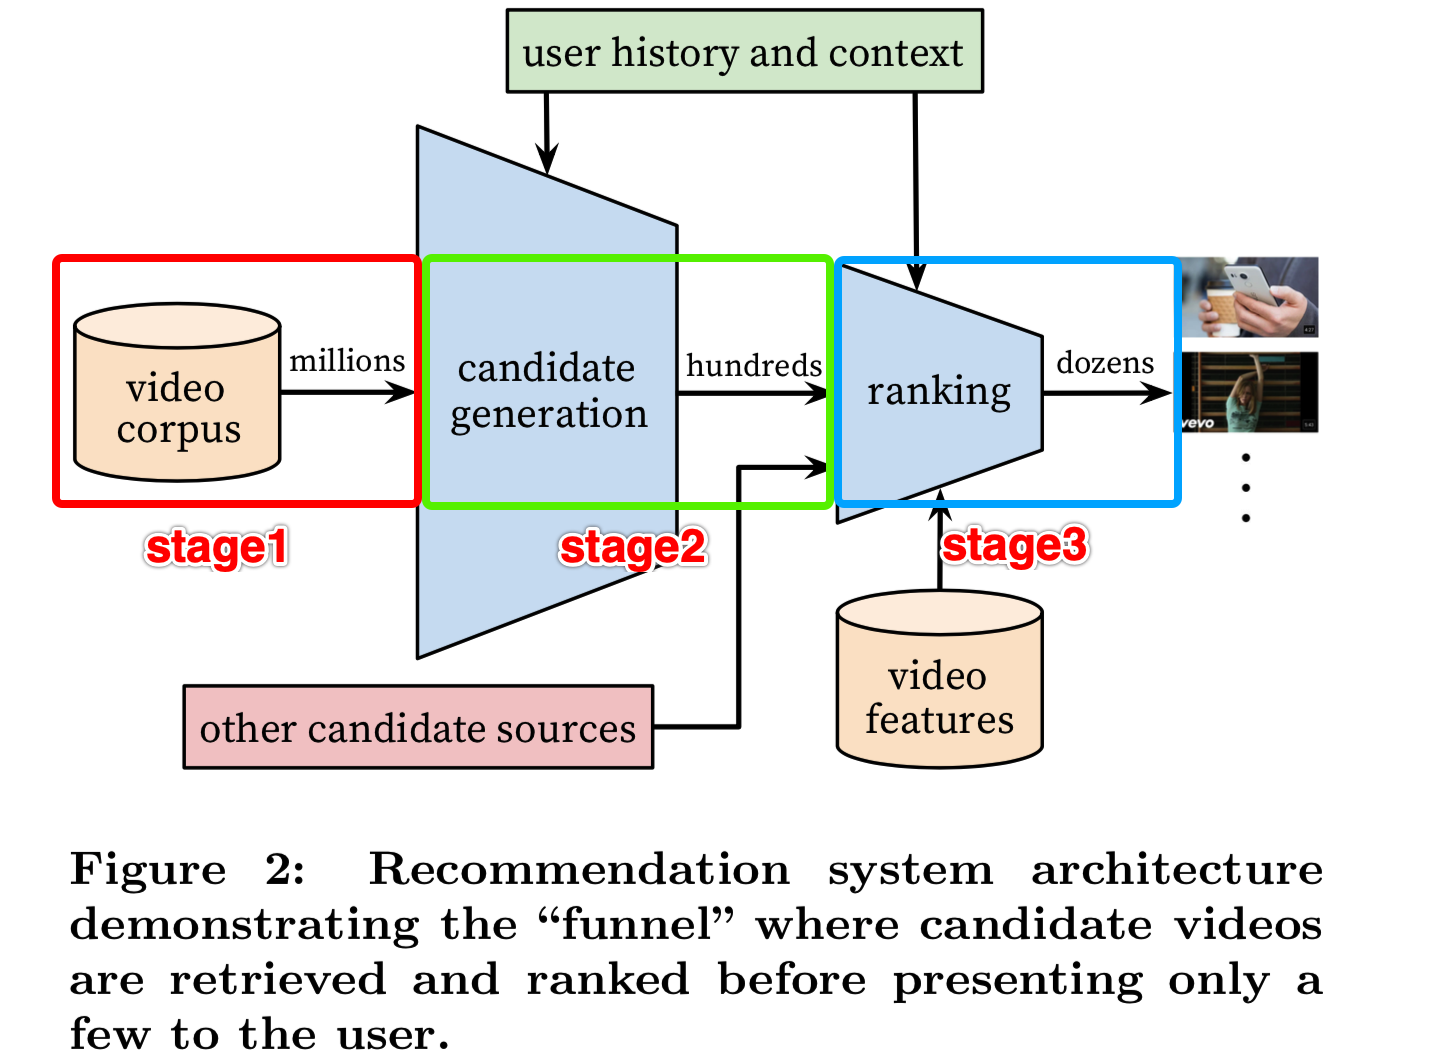 user history and context
millions
video
corpus
candidate
generation
hundreds
ranking
dozens
vevo
stage1
stage2
stage3
other candidate sources
video
features
Figure 2: Recommendation system architecture
demonstrating the “funnel” where candidate videos
are retrieved and ranked before presenting only a
few to the user.